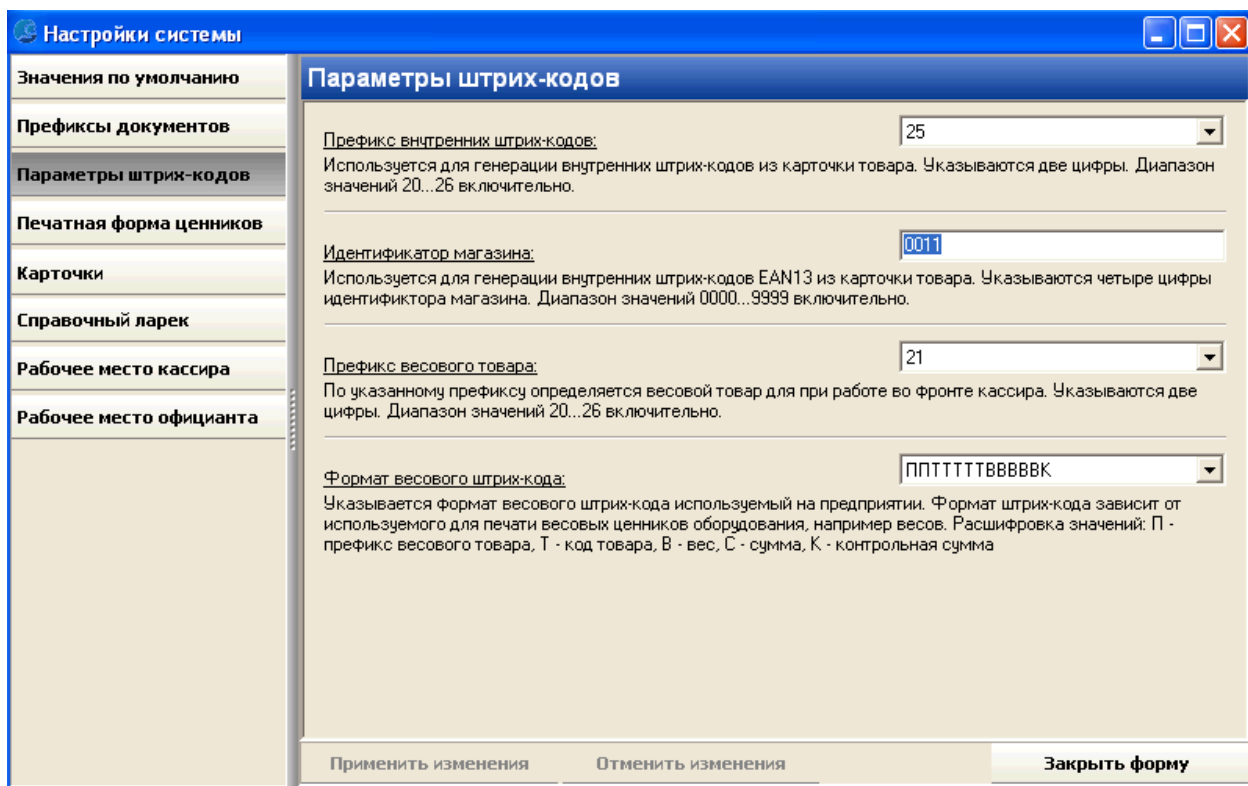 Настройки системы
Значения по умолчанию
Префиксы документов
Параметры штрих-кодов
Печатная форма ценников
Карточки
Справочный ларек
Рабочее место кассира
Рабочее место официанта
Параметры штрих-кодов
Префикс внутренних штрих-кодов:
25
Используется для генерации внутренних штрих-кодов из карточки товара. Указываются две цифры. Диапазон
значений 20...26 включительно.
Идентификатор магазина:
0011
Используется для генерации внутренних штрих-кодов EAN13 из карточки товара. Указываются четыре цифры
идентификтора магазина. Диапазон значений 0000...9999 включительно.
Префикс весового товара:
21
По указанному префиксу определяется весовой товар для при работе во фронте кассира. Указываются две
цифры. Диапазон значений 20...26 включительно.
Формат весового штрих-кода:
ППТТТТТВВВВВК
Указывается формат весового штрих-кода используемый на предприятии. Формат штрих-кода зависит от
используемого для печати весовых ценников оборудования, например весов. Расшифровка значений: П -
префикс весового товара, Т - код товара, В - вес, С - сумма, К - контрольная сумма
Применить изменения
Отменить изменения
Закрыть форму